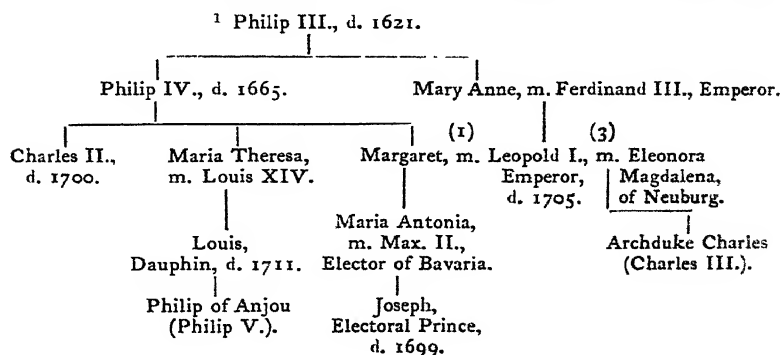 ¹ Philip III., d. 1621.
Philip IV., d. 1665. Mary Anne, m. Ferdinand III., Emperor.
(1) (3)
Charles II., Maria Theresa, Margaret, m. Leopold I., m. Eleonora
d. 1700. m. Louis XIV. Emperor, Magdalena,
d. 1705. of Neuburg.
Maria Antonia,
Louis, m. Max. II., Archduke Charles
Dauphin, d. 1711. Elector of Bavaria. (Charles III.).
Philip of Anjou Joseph,
(Philip V.). Electoral Prince,
d. 1699.